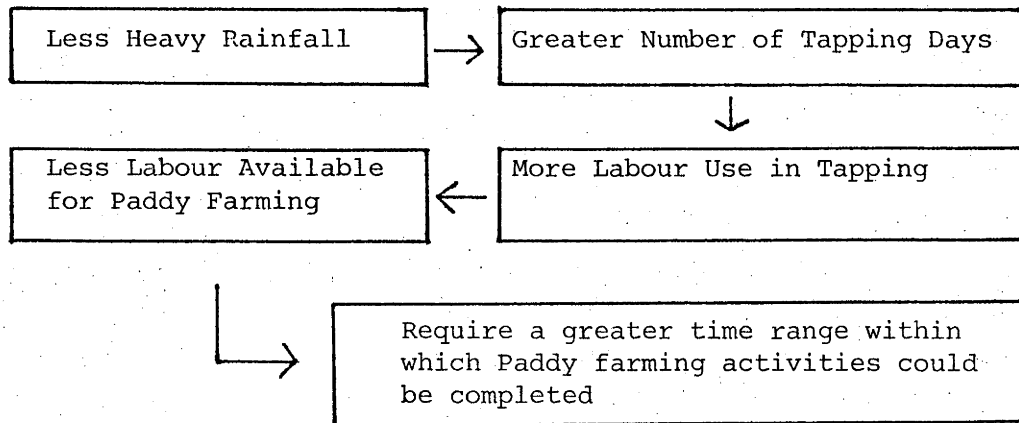 Less Heavy Rainfall
Greater Number of Tapping Days
More Labour Use in Tapping
Less Labour Available
for Paddy Farming
Require a greater time range within
which Paddy farming activities could
be completed